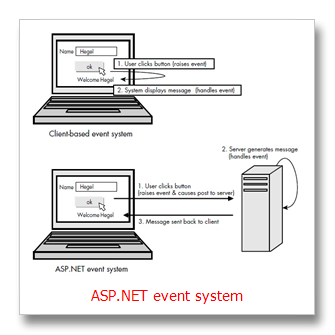 Name Hegel
ok
Welcome Hegel
1. User clicks button (raises event)
2. System displays message (handles event)
Client-based event system
2. Server generates message
(handles event)
Name Hegel
ok
Welcome Hegel
1. User clicks button
(raises event & causes post to server)
3. Message sent back to client
ASP.NET event system
ASP.NET event system